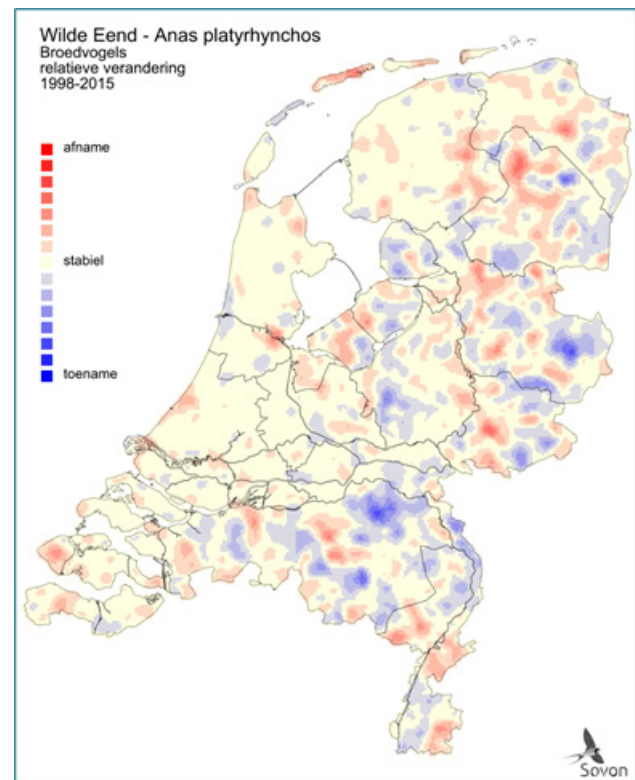 Wilde Eend - Anas platyrhynchos
Broedvogels
relatieve verandering
1998-2015
afname
stabiel
toename
Sovon